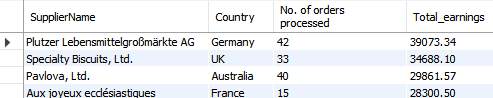 SupplierName Country No. of orders processed Total_earnings
Plutzer Lebensmittelgroßmärkte AG Germany 42 39073.34
Specialty Biscuits, Ltd. UK 33 34688.10
Pavlova, Ltd. Australia 40 29861.57
Aux joyeux ecclésiastiques France 15 28300.50